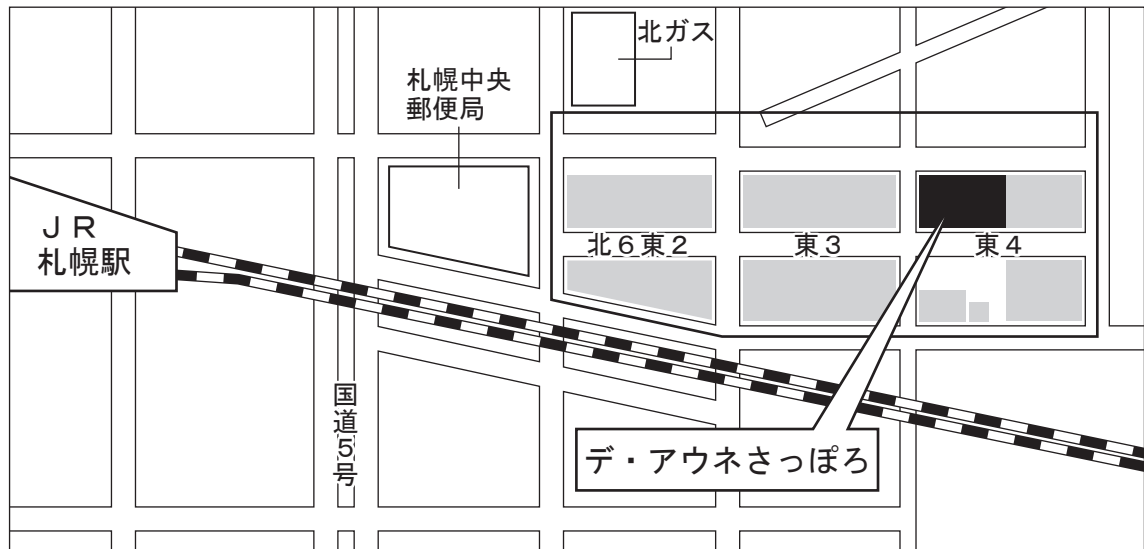 北ガス
札幌中央
郵便局
ＪＲ
札幌駅
北６東２
東３
東４
国道５号
デ・アウネさっぽろ